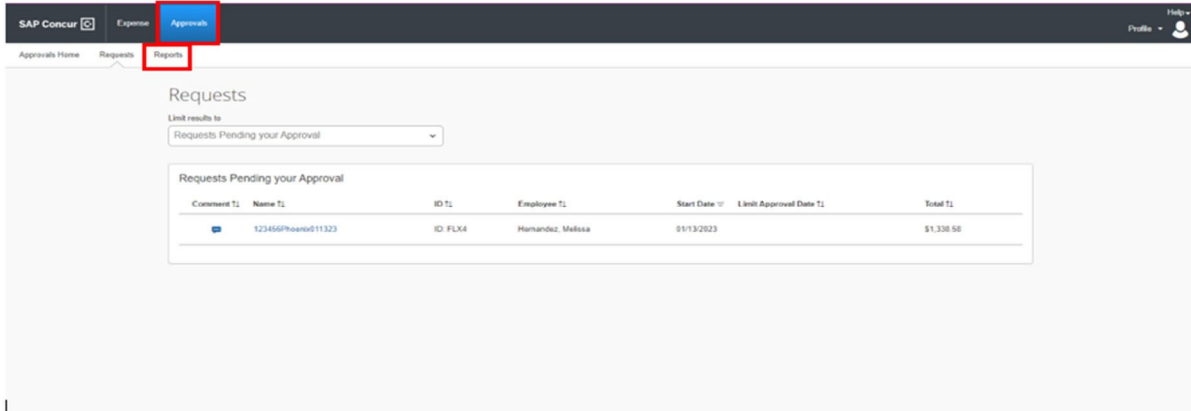 Help
SAP Concur C Expense Approvals Profile
Approvals Home Requests Reports
Requests
Limit results to
Requests Pending your Approval
Requests Pending your Approval
Comment Name ID Employee Start Date Limit Approval Date Total
123456Phoenix011323 ID: FLX4 Hernandez, Melissa 01/13/2023 $1,338.68